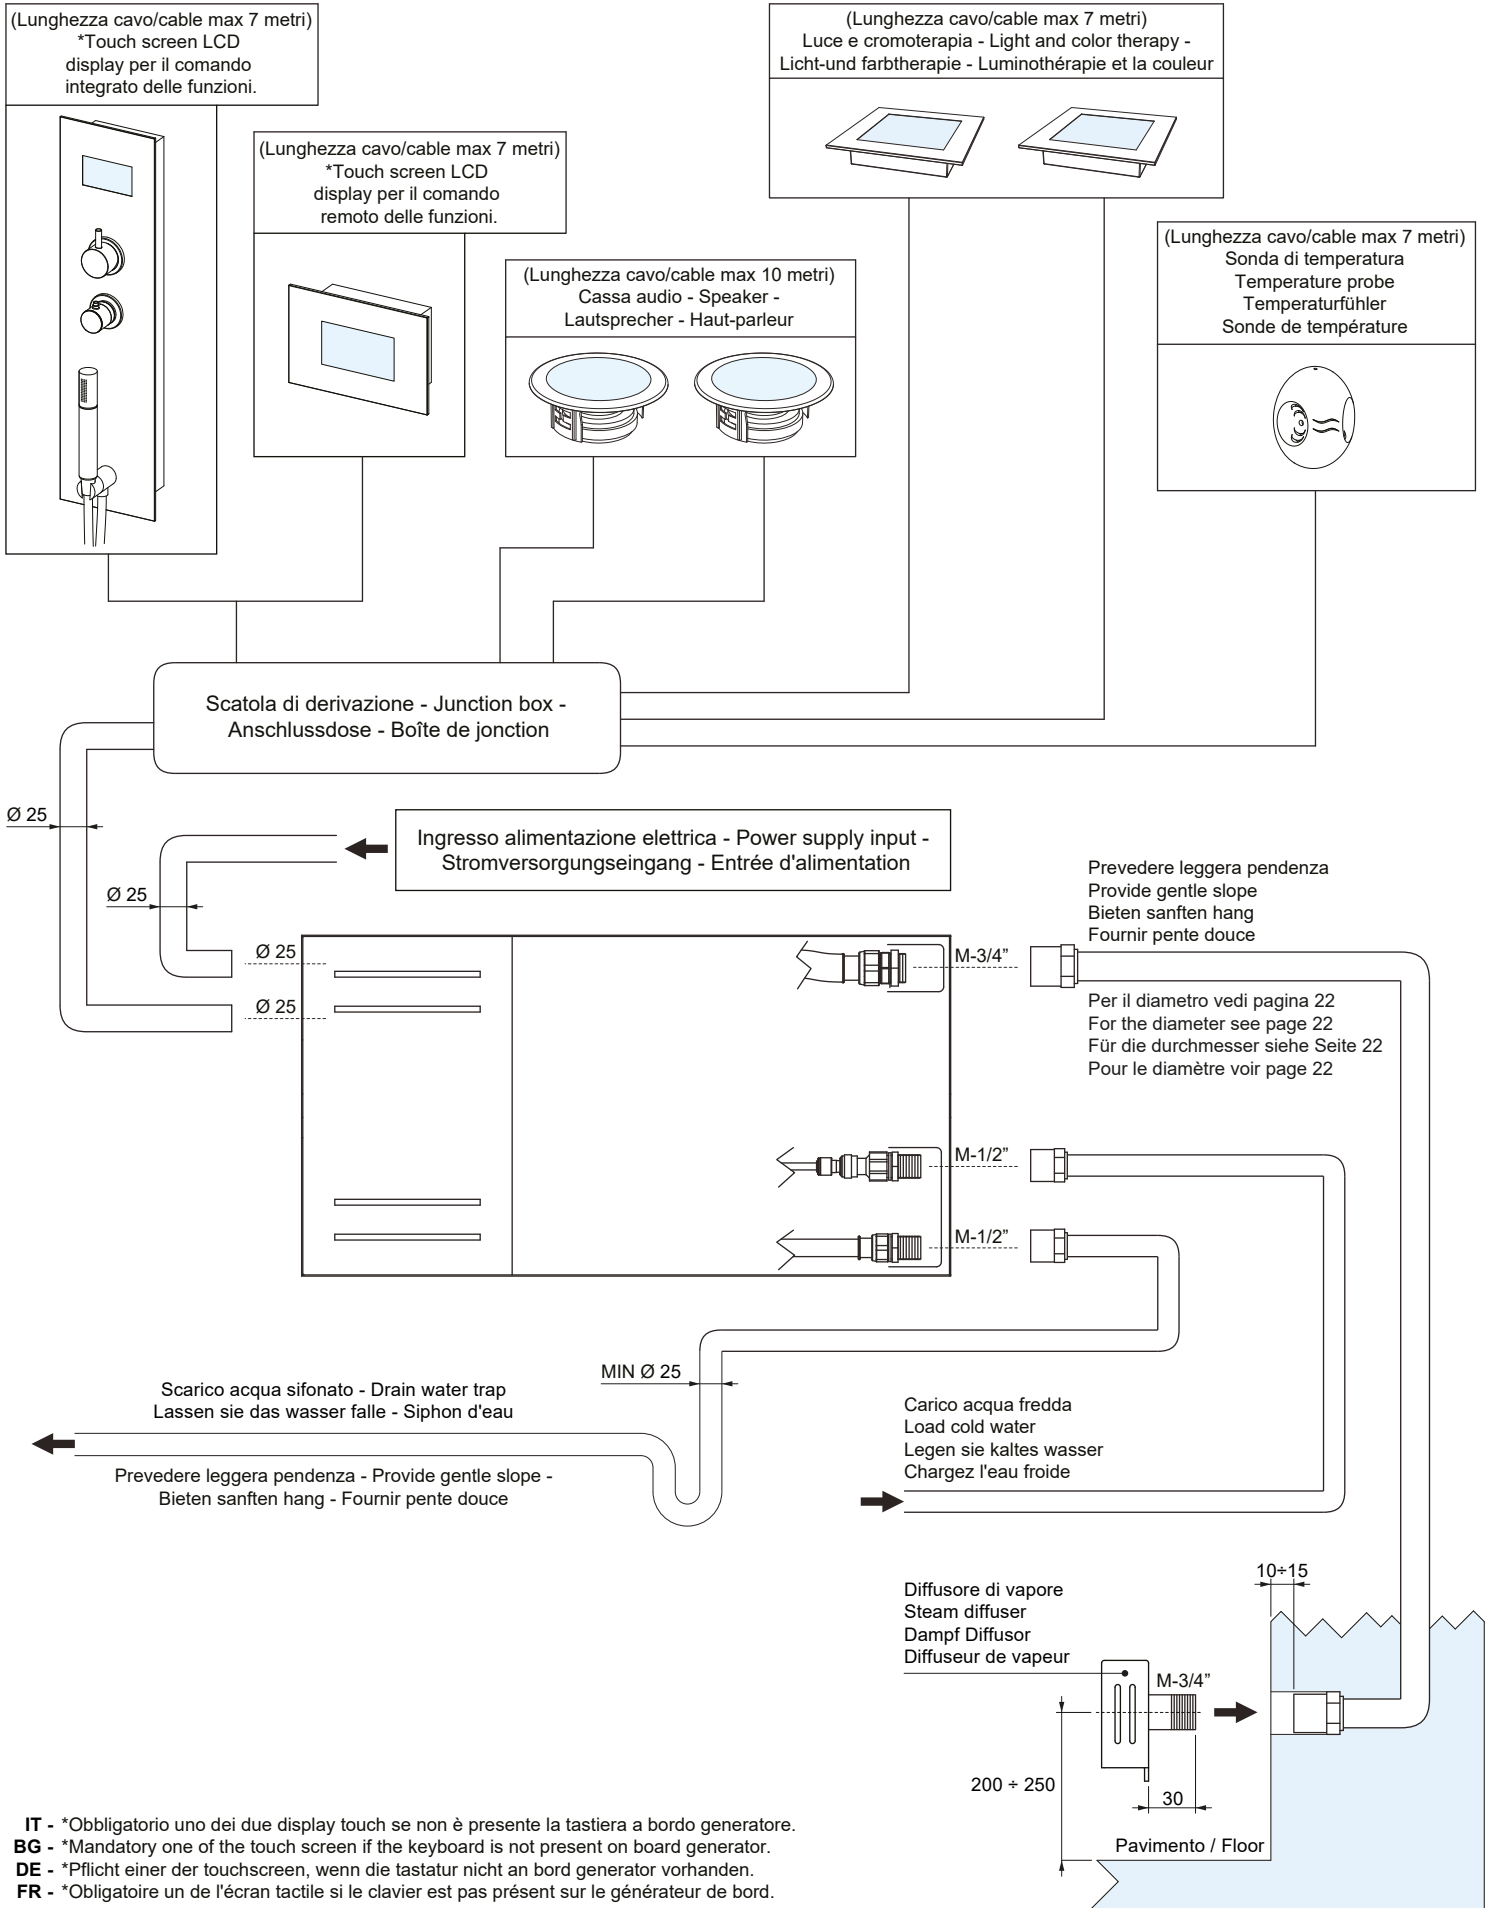 (Lunghezza cavo/cable max 7 metri)
*Touch screen LCD
display per il comando
integrato delle funzioni.
(Lunghezza cavo/cable max 7 metri)
*Touch screen LCD
display per il comando
remoto delle funzioni.
(Lunghezza cavo/cable max 10 metri)
Cassa audio - Speaker -
Lautsprecher - Haut-parleur
(Lunghezza cavo/cable max 7 metri)
Luce e cromoterapia - Light and color therapy -
Licht-und farbtherapie - Luminothérapie et la couleur
(Lunghezza cavo/cable max 7 metri)
Sonda di temperatura
Temperature probe
Temperaturfühler
Sonde de température
Scatola di derivazione - Junction box -
Anschlussdose - Boîte de jonction
Ø 25
Ingresso alimentazione elettrica - Power supply input -
Stromversorgungseingang - Entrée d'alimentation
Ø 25
Ø 25
Ø 25
M-3/4”
Prevedere leggera pendenza
Provide gentle slope
Bieten sanften hang
Fournir pente douce
Per il diametro vedi pagina 22
For the diameter see page 22
Für die durchmesser siehe Seite 22
Pour le diamètre voir page 22
M-1/2”
M-1/2”
MIN Ø 25
Scarico acqua sifonato - Drain water trap
Lassen sie das wasser falle - Siphon d'eau
Prevedere leggera pendenza - Provide gentle slope -
Bieten sanften hang - Fournir pente douce
Carico acqua fredda
Load cold water
Legen sie kaltes wasser
Chargez l'eau froide
10÷15
Diffusore di vapore
Steam diffuser
Dampf Diffusor
Diffuseur de vapeur
M-3/4”
200 ÷ 250
30
Pavimento / Floor
IT - *Obbligatorio uno dei due display touch se non è presente la tastiera a bordo generatore.
BG - *Mandatory one of the touch screen if the keyboard is not present on board generator.
DE - *Pflicht einer der touchscreen, wenn die tastatur nicht an bord generator vorhanden.
FR - *Obligatoire un de l'écran tactile si le clavier est pas présent sur le générateur de bord.